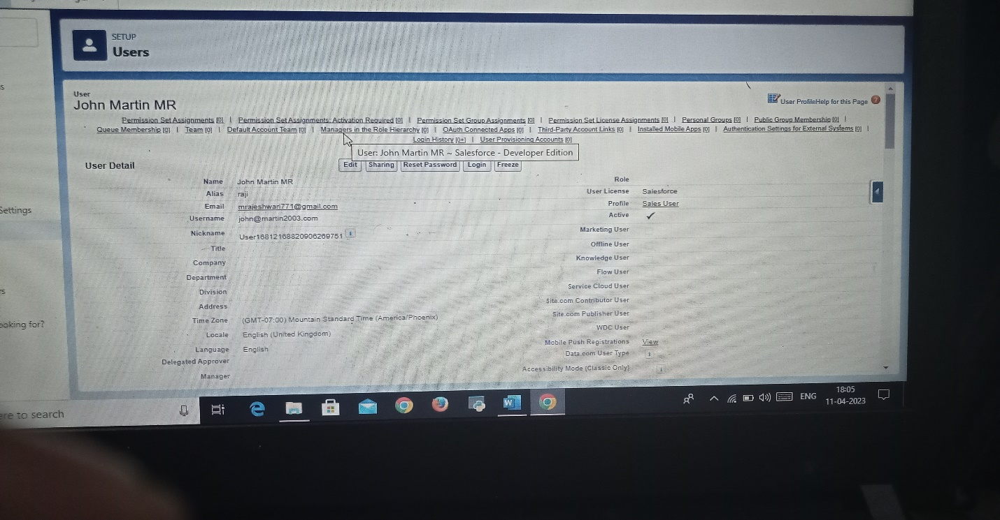 SETUP
Users
User
John Martin MR
User ProfileHelp for this Page ?
Permission Set Assignments [0] | Permission Set Assignments: Activation Required [0] | Permission Set Group Assignments [0] | Permission Set License Assignments [0] | Personal Groups [0] | Public Group Membership [0] |
Queue Membership [0] | Team [0] | Default Account Team [0] | Managers in the Role Hierarchy [0] | OAuth Connected Apps [0] | Third-Party Account Links [0] | Installed Mobile Apps [0] | Authentication Settings for External Systems [0] |
Login History [0+] | User Provisioning Accounts [0]
User: John Martin MR ~ Salesforce - Developer Edition
User Detail
Edit Sharing Reset Password Login Freeze
Name John Martin MR
Role
Alias raji
User License Salesforce
Email mrajeshwari771@gmail.com
Profile Sales User
Username john@martin2003.com
Active ✓
Nickname User16812168820906269751 i
Marketing User
Title
Offline User
Company
Knowledge User
Department
Flow User
Division
Service Cloud User
Address
Site.com Contributor User
Time Zone (GMT-07:00) Mountain Standard Time (America/Phoenix)
Site.com Publisher User
Locale English (United Kingdom)
WDC User
Language English
Mobile Push Registrations View
Delegated Approver
Data.com User Type i
Manager
Accessibility Mode (Classic Only) i
Settings
ooking for?
ere to search
W
ENG
18:05
11-04-2023